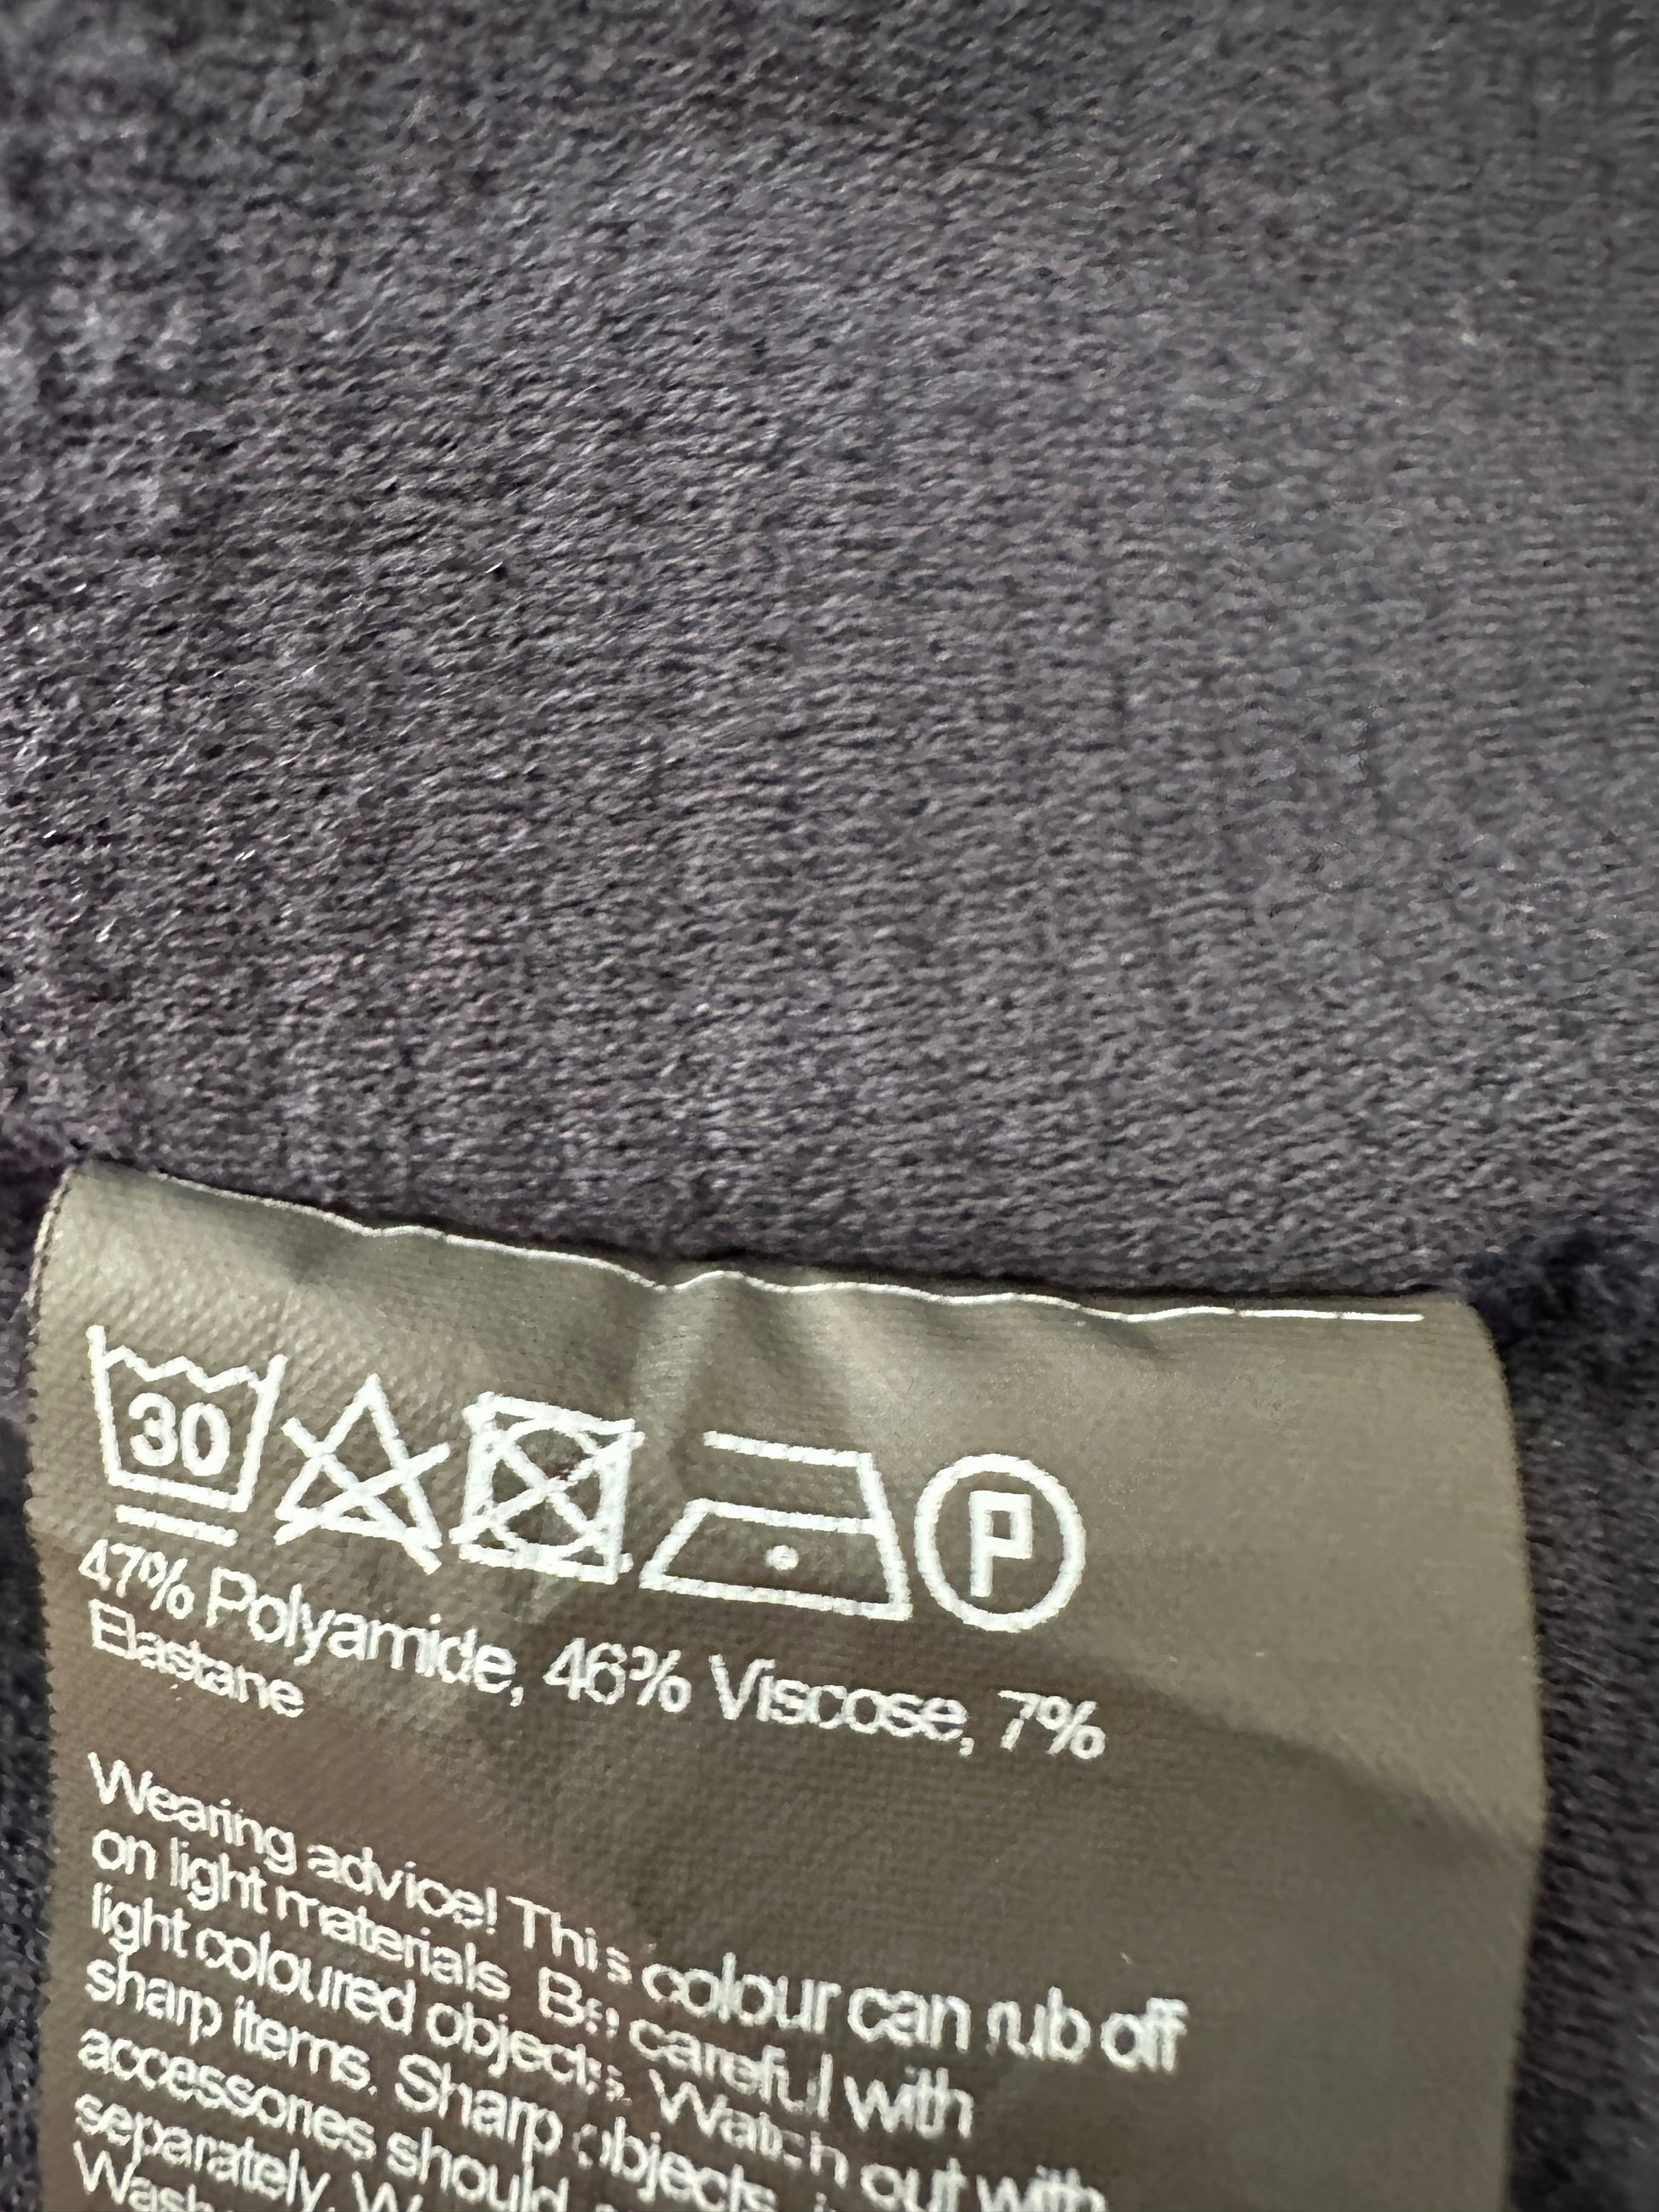 30
P
47% Polyamide, 46% Viscose, 7%
Elastane
Wearing advice! This colour can rub off
on light materials. Be careful with
light coloured objects. Watch out with
sharp items. Sharp objects,
accessories should
separately. W
Wash